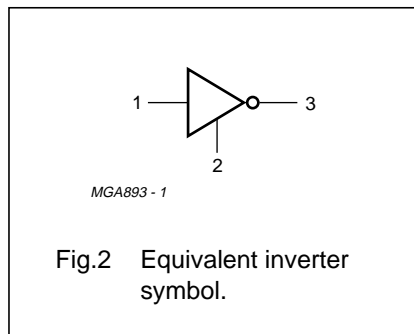 1
3
2
MGA893 - 1
Fig.2 Equivalent inverter
symbol.